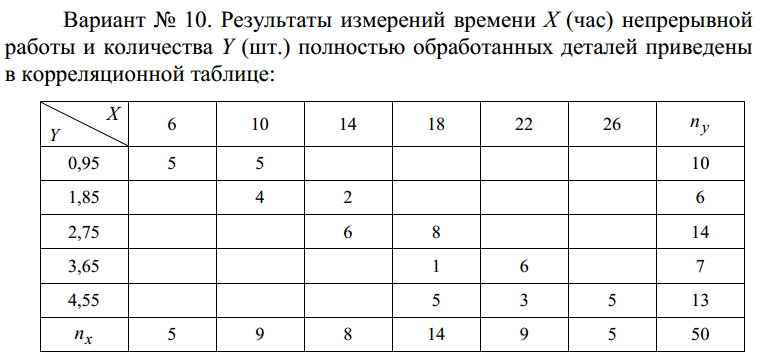 Вариант № 10. Результаты измерений времени X (час) непрерывной
работы и количества Y (шт.) полностью обработанных деталей приведены
в корреляционной таблице:
X
Y
6 10 14 18 22 26 n_y
0,95 5 5 10
1,85 4 2 6
2,75 6 8 14
3,65 1 6 7
4,55 5 3 5 13
n_x 5 9 8 14 9 5 50